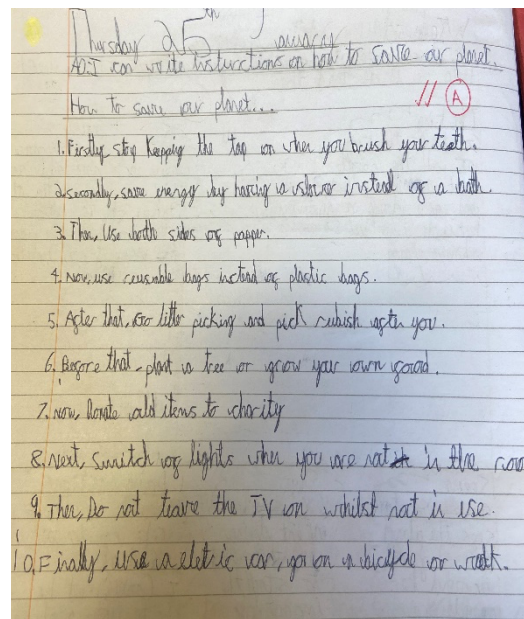 Thursday 25th January
AO: I can write instructions on how to save our planet.
How to save our planet...
// A
1. Firstly stop Keeping the tap on when you brush your teeth.
2. secondly, save energy by having a shower instead of a bath.
3. Then, Use both sides of papper.
4. Now, use reusable bags instead of plastic bags.
5. After that, Go litter picking and pick rubish after you.
6. Before that - plant a tree or grow your own food.
7. Now, Donate old items to charity
8. Next, switch of lights when you are not in the roo
9. Then, Do not leave the TV on whilst not in use.
10. Finally, use a eletic car, go on a bicycle or walk.